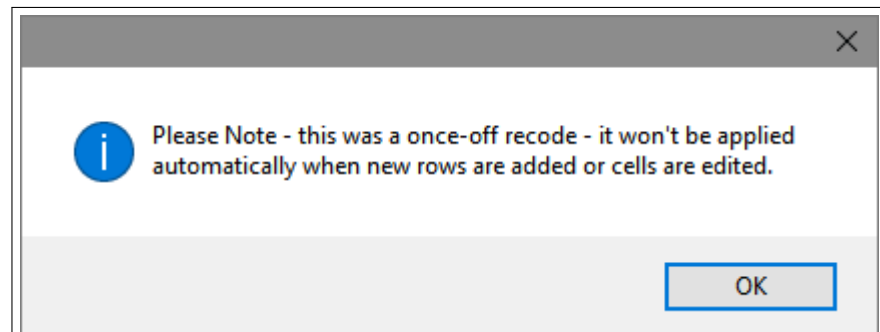 Please Note - this was a once-off recode - it won't be applied
automatically when new rows are added or cells are edited.
OK